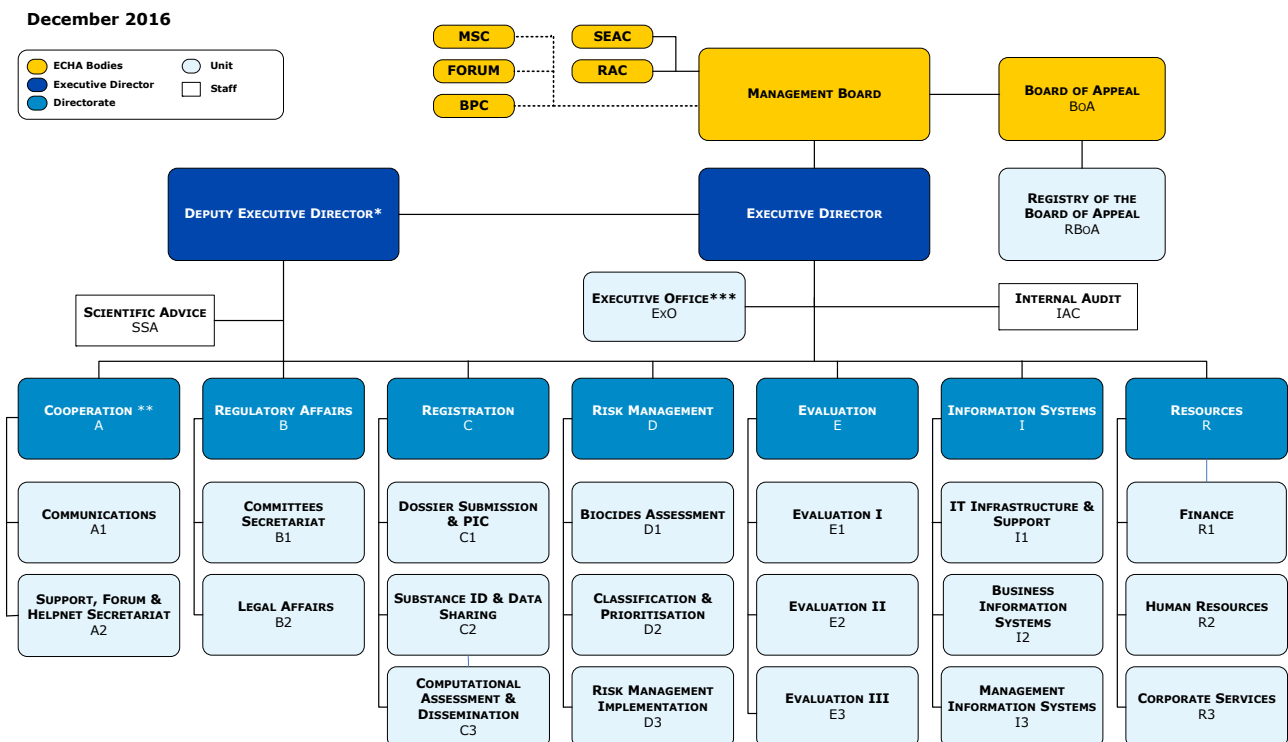 December 2016
ECHA Bodies
Executive Director
Directorate
Unit
Staff
MSC
FORUM
BPC
SEAC
RAC
MANAGEMENT BOARD
BOARD OF APPEAL
BOA
DEPUTY EXECUTIVE DIRECTOR*
EXECUTIVE DIRECTOR
REGISTRY OF THE
BOARD OF APPEAL
RBOA
SCIENTIFIC ADVICE
SSA
EXECUTIVE OFFICE***
EXO
INTERNAL AUDIT
IAC
COOPERATION **
A
REGULATORY AFFAIRS
B
REGISTRATION
C
RISK MANAGEMENT
D
EVALUATION
E
INFORMATION SYSTEMS
I
RESOURCES
R
COMMUNICATIONS
A1
COMMITTEES
SECRETARIAT
B1
DOSSIER SUBMISSION
& PIC
C1
BIOCIDES ASSESSMENT
D1
EVALUATION I
E1
IT INFRASTRUCTURE &
SUPPORT
I1
FINANCE
R1
SUPPORT, FORUM &
HELPNET SECRETARIAT
A2
LEGAL AFFAIRS
B2
SUBSTANCE ID & DATA
SHARING
C2
CLASSIFICATION &
PRIORITISATION
D2
EVALUATION II
E2
BUSINESS
INFORMATION
SYSTEMS
I2
HUMAN RESOURCES
R2
COMPUTATIONAL
ASSESSMENT &
DISSEMINATION
C3
RISK MANAGEMENT
IMPLEMENTATION
D3
EVALUATION III
E3
MANAGEMENT
INFORMATION SYSTEMS
I3
CORPORATE SERVICES
R3